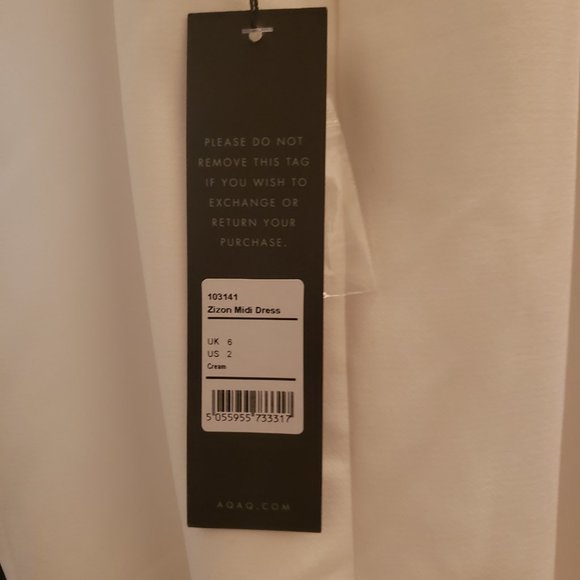 PLEASE DO NOT
REMOVE THIS TAG
IF YOU WISH TO
EXCHANGE OR
RETURN YOUR
PURCHASE.
103141
Zizon Midi Dress
UK 6
US 2
Cream
5 055955 733317
AQAQ.COM